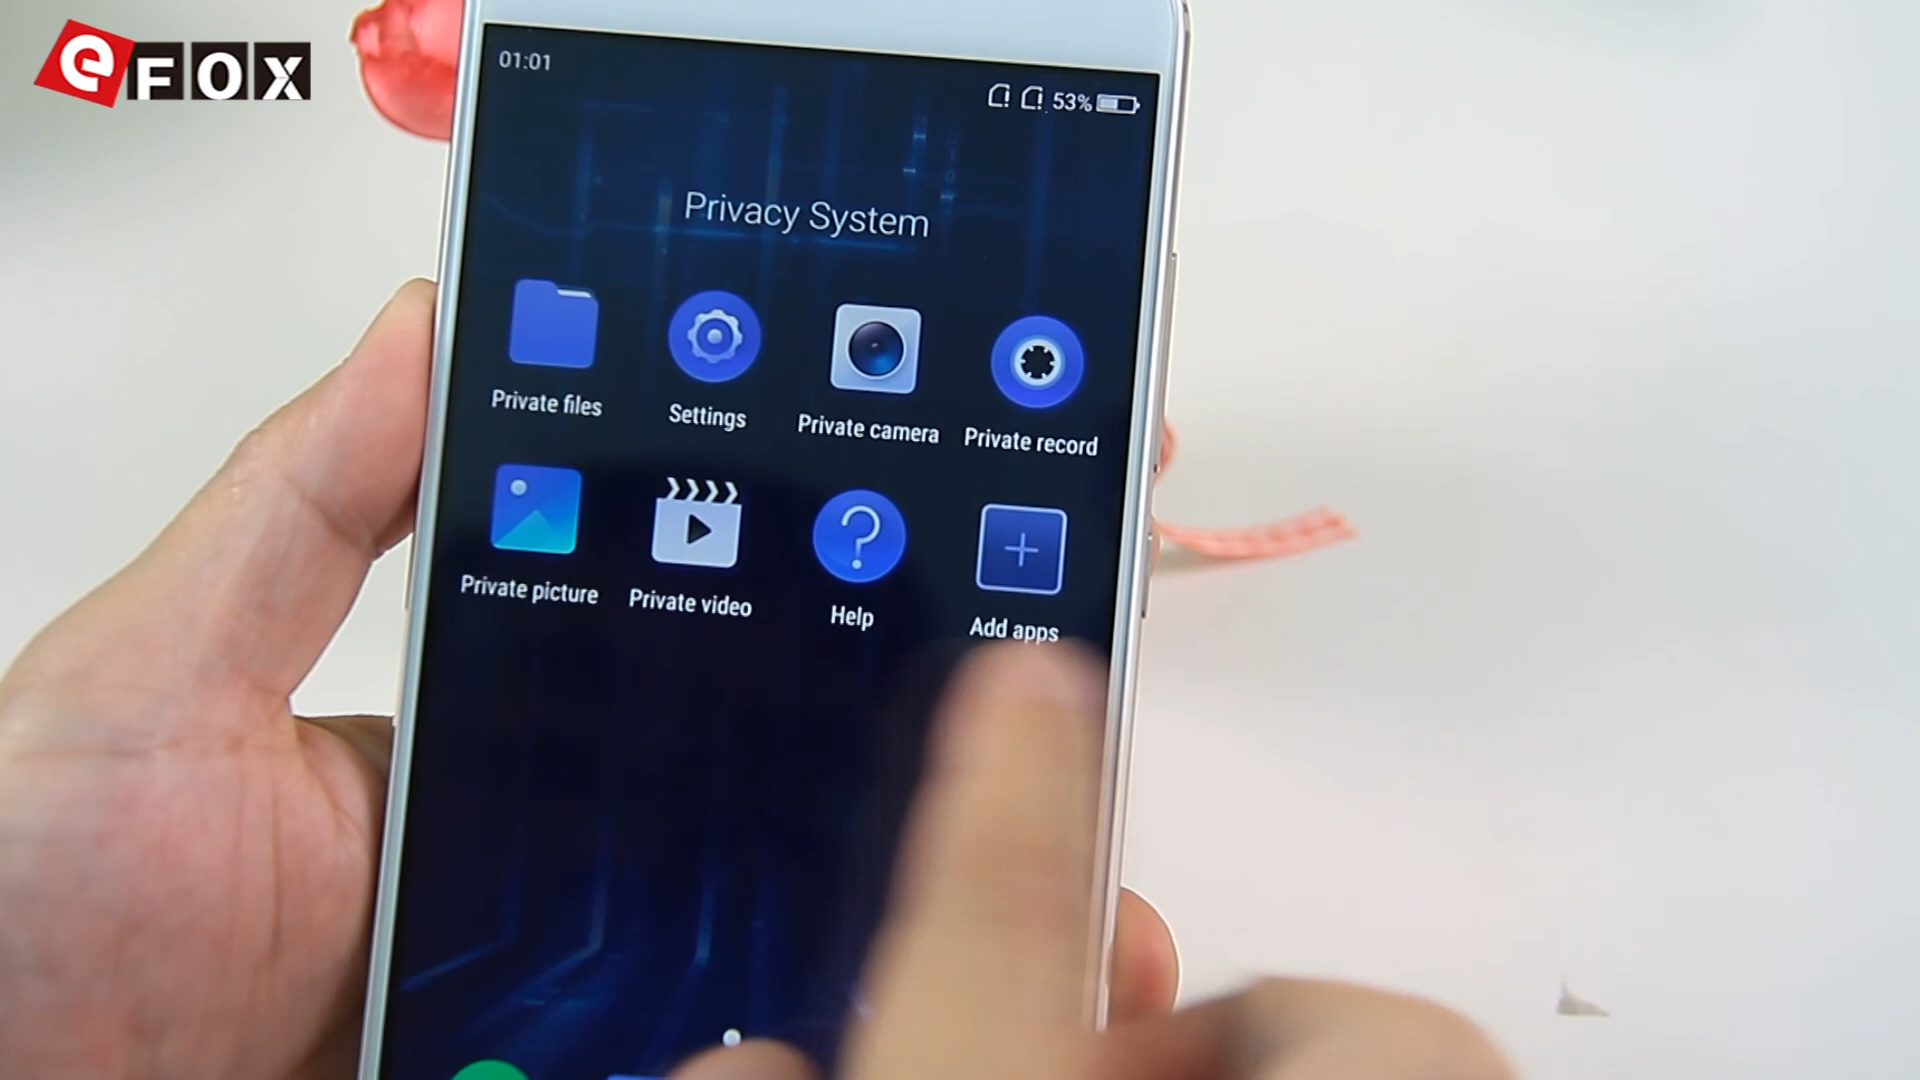 eFOX
01:01
53%
Privacy System
Private files
Settings
Private camera
Private record
Private picture
Private video
Help
Add apps